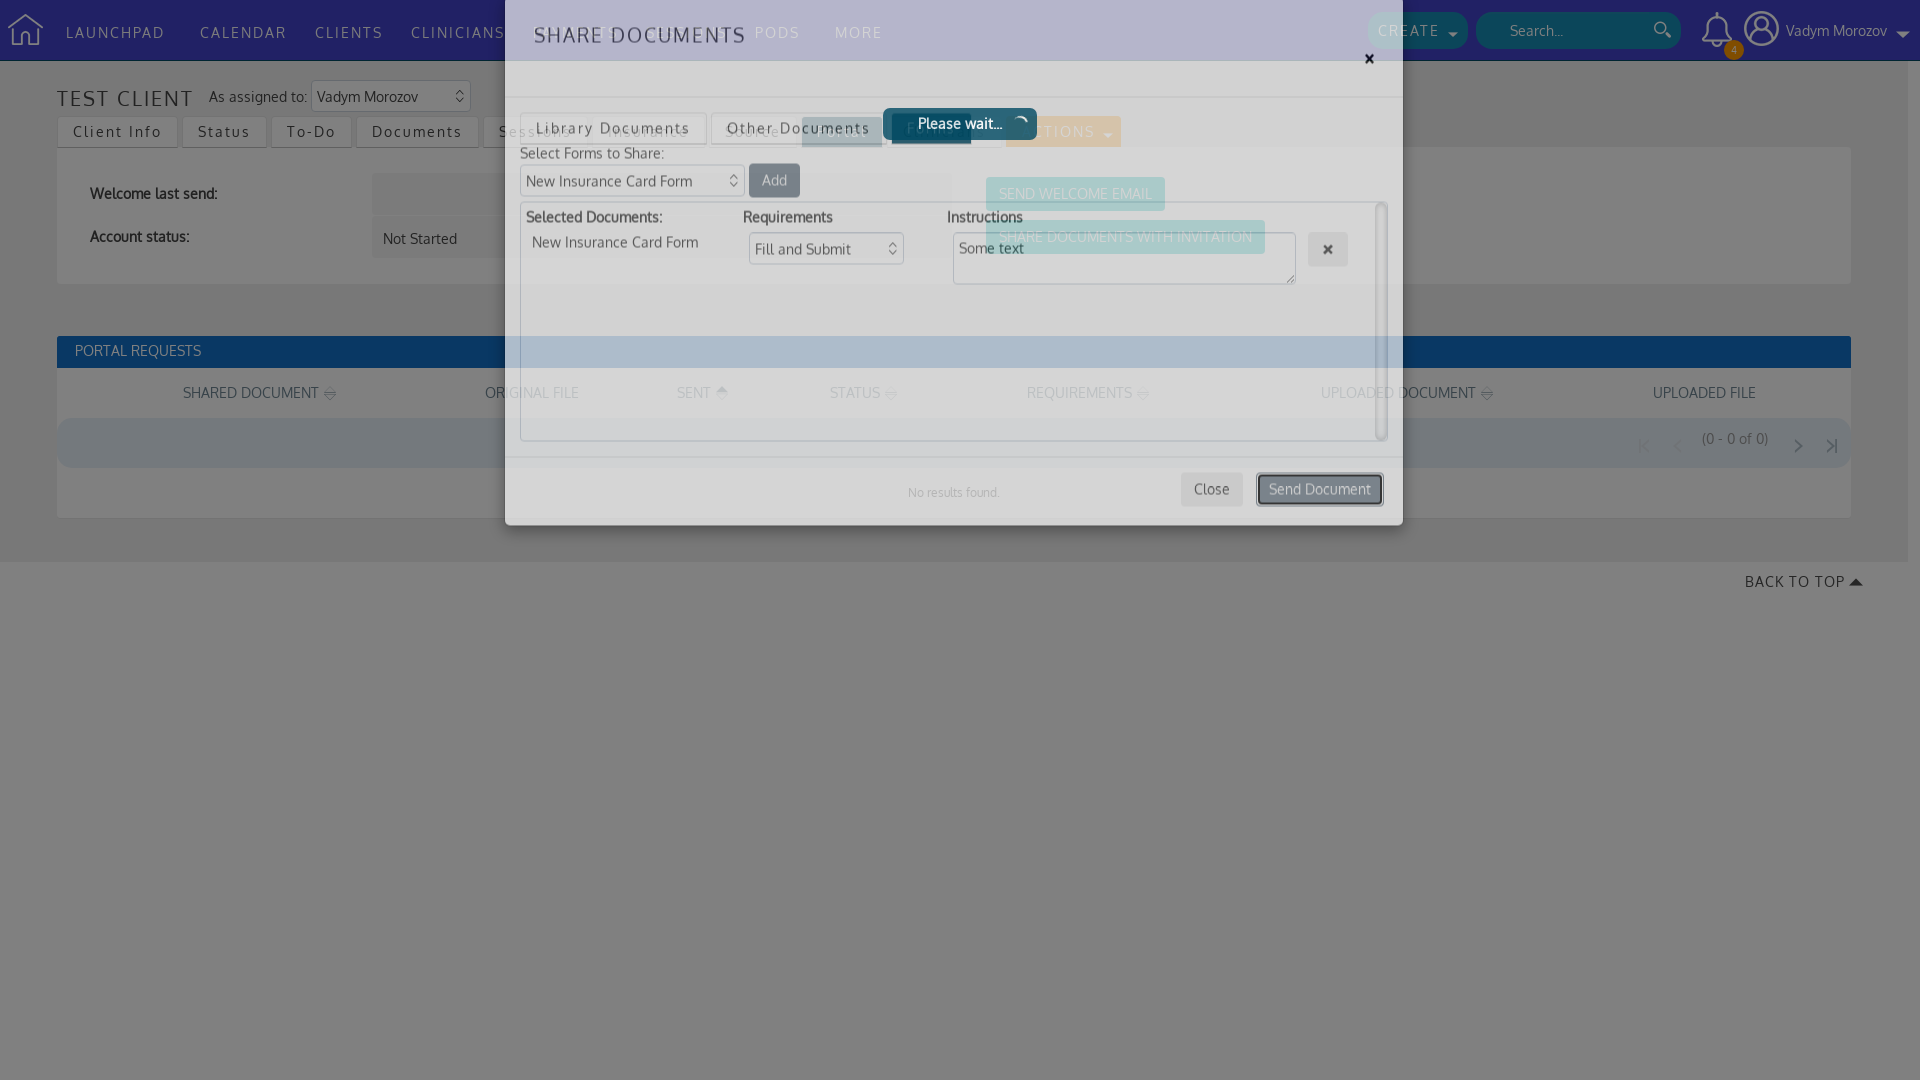 LAUNCHPAD CALENDAR CLIENTS CLINICIANS PODS MORE CREATE Search... 4 Vadym Morozov
SHARE DOCUMENTS
×
TEST CLIENT As assigned to: Vadym Morozov
Client Info Status To-Do Documents
Library Documents Other Documents
Please wait...
Select Forms to Share:
New Insurance Card Form Add
Welcome last send:
SEND WELCOME EMAIL
Selected Documents: Requirements Instructions
Account status: Not Started
SHARE DOCUMENTS WITH INVITATION
New Insurance Card Form Fill and Submit Some text ×
PORTAL REQUESTS
SHARED DOCUMENT ORIGINAL FILE SENT STATUS REQUIREMENTS UPLOADED DOCUMENT UPLOADED FILE
(0 - 0 of 0)
No results found.
Close Send Document
BACK TO TOP